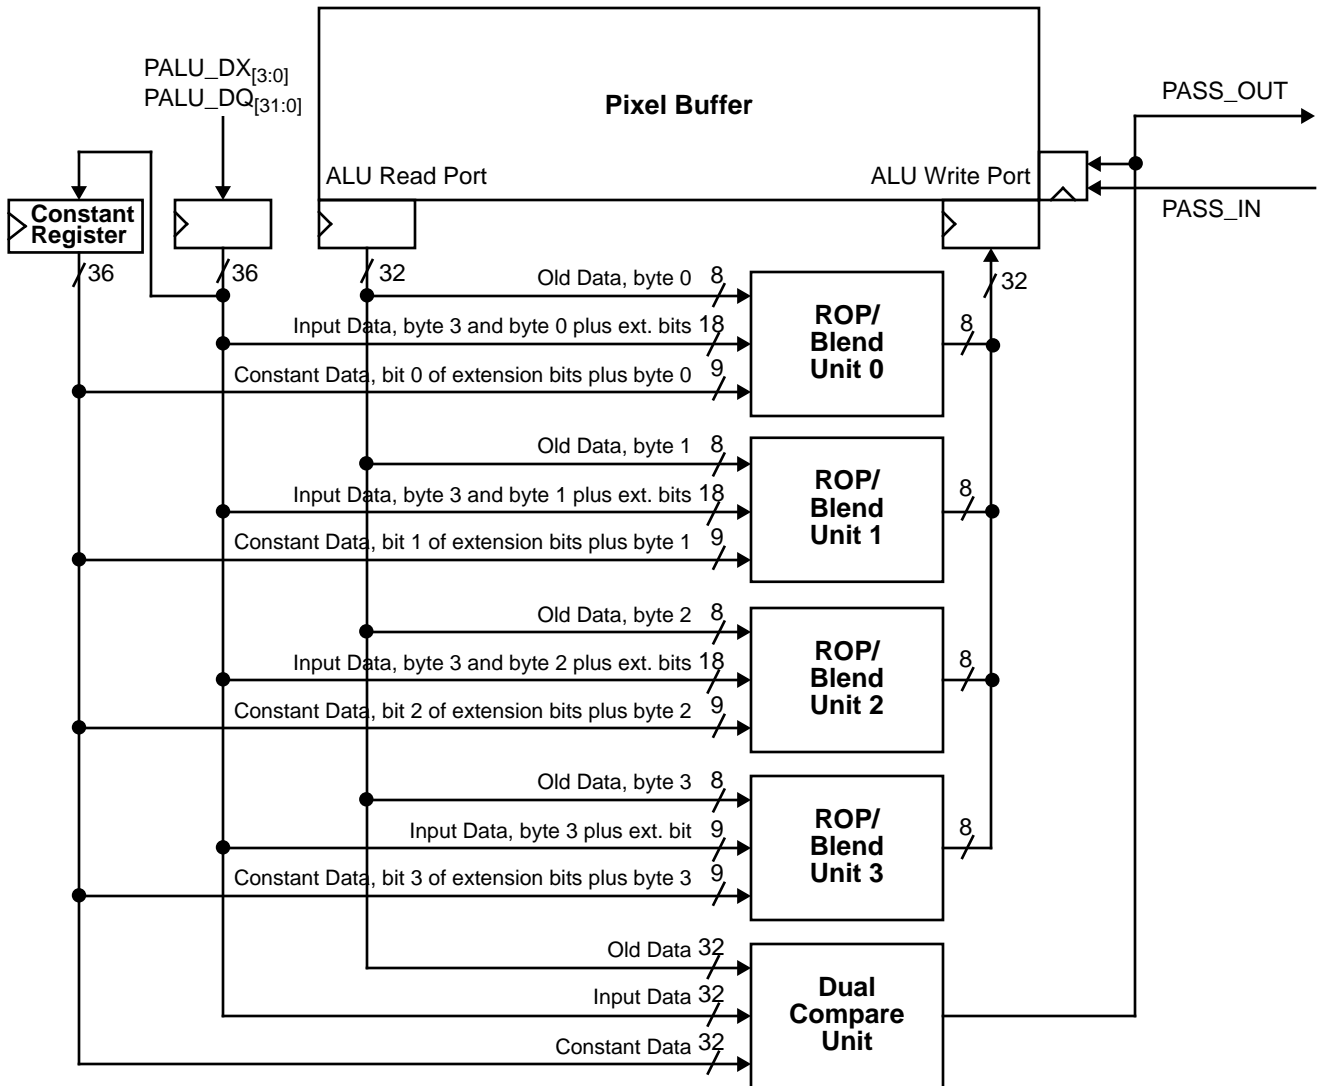 PALU_DX[3:0]
PALU_DQ[31:0]
Pixel Buffer
PASS_OUT
ALU Read Port
ALU Write Port
PASS_IN
Constant
Register
36
36
32
32
Old Data, byte 0 8
Input Data, byte 3 and byte 0 plus ext. bits 18
Constant Data, bit 0 of extension bits plus byte 0 9
ROP/
Blend
Unit 0
8
Old Data, byte 1 8
Input Data, byte 3 and byte 1 plus ext. bits 18
Constant Data, bit 1 of extension bits plus byte 1 9
ROP/
Blend
Unit 1
8
Old Data, byte 2 8
Input Data, byte 3 and byte 2 plus ext. bits 18
Constant Data, bit 2 of extension bits plus byte 2 9
ROP/
Blend
Unit 2
8
Old Data, byte 3 8
Input Data, byte 3 plus ext. bit 9
Constant Data, bit 3 of extension bits plus byte 3 9
ROP/
Blend
Unit 3
8
Old Data 32
Input Data 32
Constant Data 32
Dual
Compare
Unit